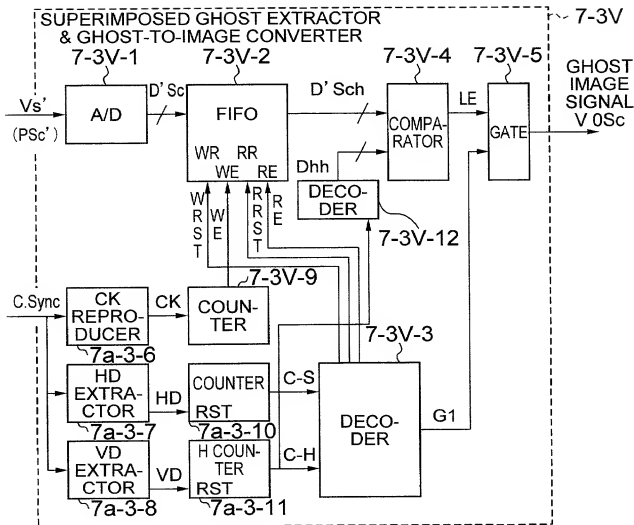 SUPERIMPOSED GHOST EXTRACTOR
& GHOST-TO-IMAGE CONVERTER
7-3V
7-3V-1
7-3V-2
7-3V-4
7-3V-5
GHOST
IMAGE
SIGNAL
V 0Sc
Vs'
(PSc')
A/D
D'Sc
FIFO
WR RR
WE RE
D' Sch
COMPA-
RATOR
LE
GATE
Dhh
DECO-
DER
7-3V-12
WRST
WE
RRST
RE
7-3V-9
C.Sync
CK
REPRO-
DUCER
CK
COUN-
TER
7a-3-6
7-3V-3
HD
EXTRA-
CTOR
HD
COUNTER
RST
C-S
7a-3-7
7a-3-10
DECO-
DER
G1
VD
EXTRA-
CTOR
VD
H COUN-
TER
RST
C-H
7a-3-8
7a-3-11